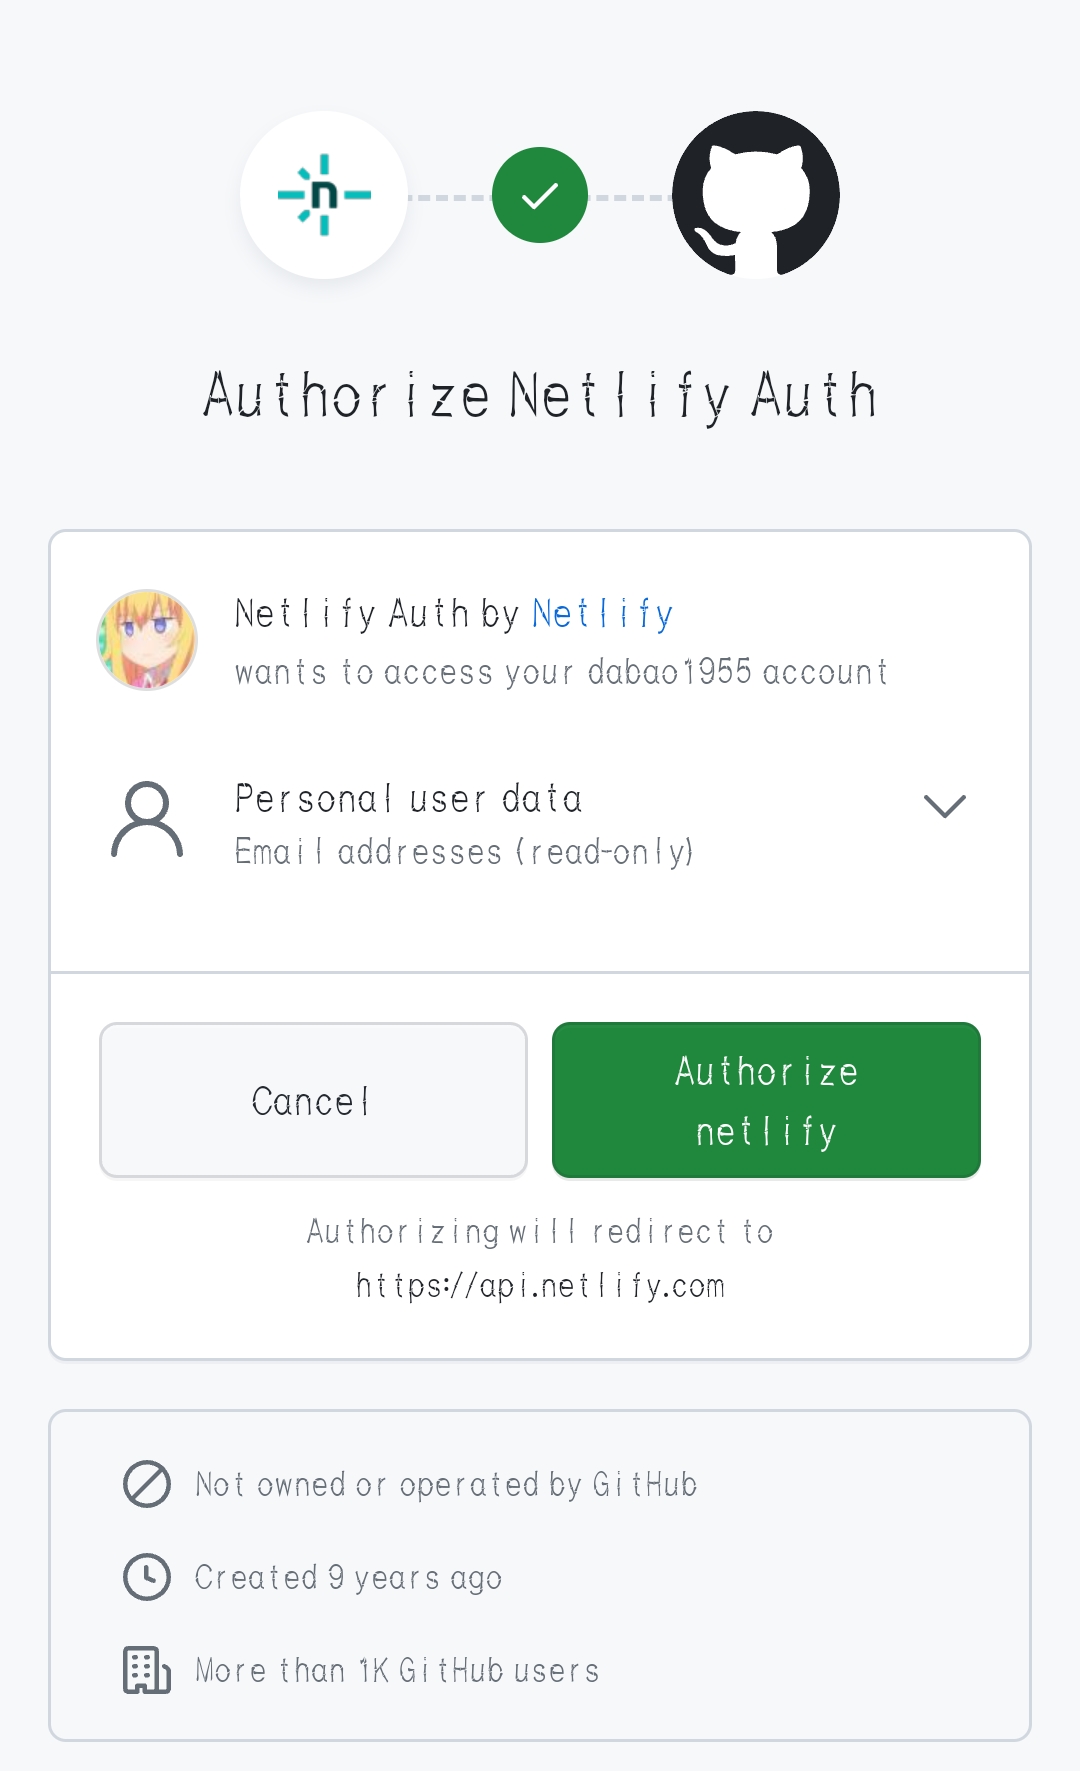 n
Authorize Netlify Auth
Netlify Auth by Netlify
wants to access your dabao1955 account
Personal user data
Email addresses (read-only)
Cancel
Authorize
netlify
Authorizing will redirect to
https://api.netlify.com
Not owned or operated by GitHub
Created 9 years ago
More than 1K GitHub users